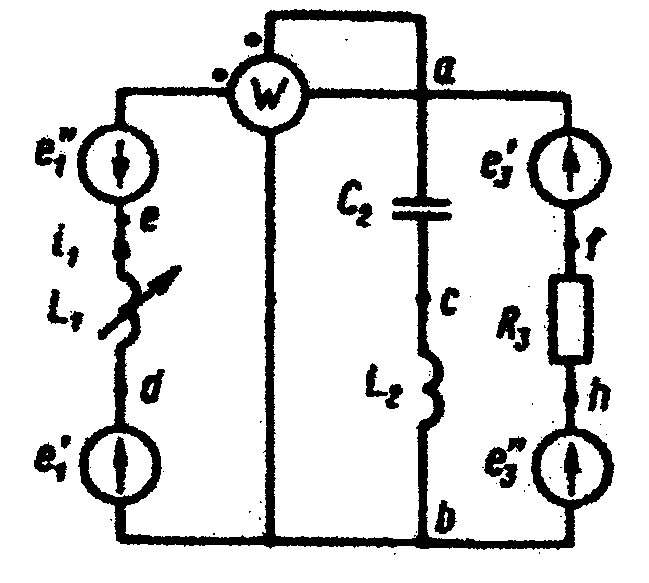 W
a
e₁″
e₃′
C₂
e
i₁
f
L₁
c
R₃
L₂
d
h
e₁′
e₃″
b